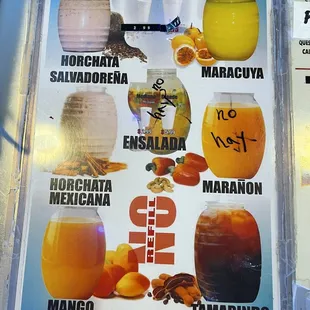 HORCHATA
SALVADOREÑA
MARACUYA
no
hay
ENSALADA
no
hay
HORCHATA
MEXICANA
MARAÑON
NO
REFILL
MANGO
TAMARINDO